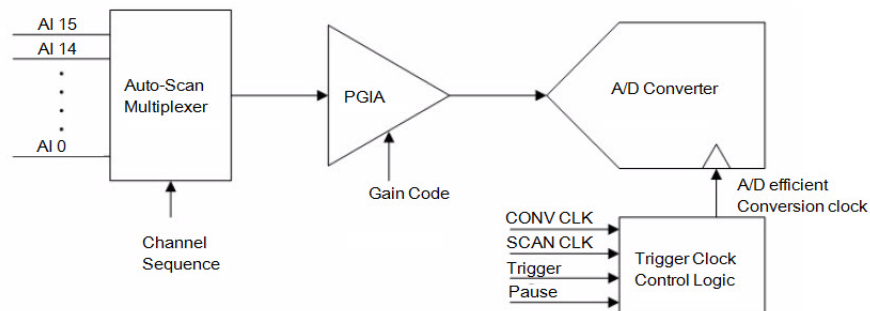 AI 15
AI 14
AI 0
Auto-Scan
Multiplexer
Channel
Sequence
PGIA
Gain Code
A/D Converter
A/D efficient
Conversion clock
CONV CLK
SCAN CLK
Trigger
Pause
Trigger Clock
Control Logic